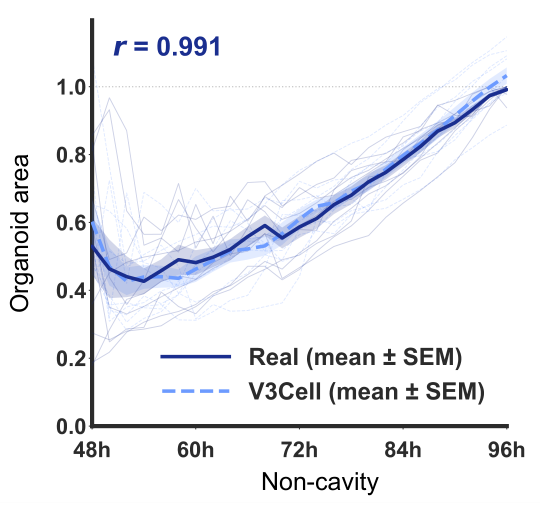 r = 0.991
Organoid area
1.0
0.8
0.6
0.4
0.2
0.0
Real (mean ± SEM)
V3Cell (mean ± SEM)
48h 60h 72h 84h 96h
Non-cavity